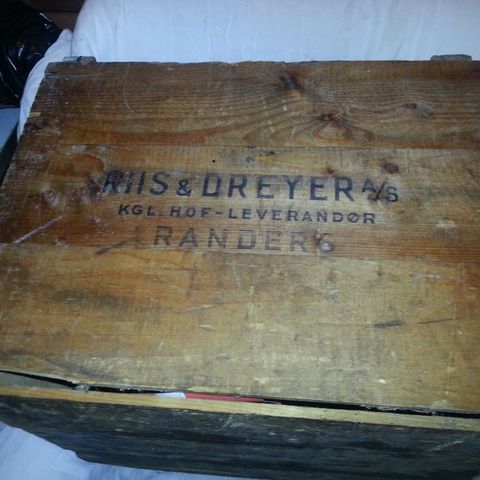 RIIS & DREYER A/S
KGL. HOF-LEVERANDØR
RANDERS